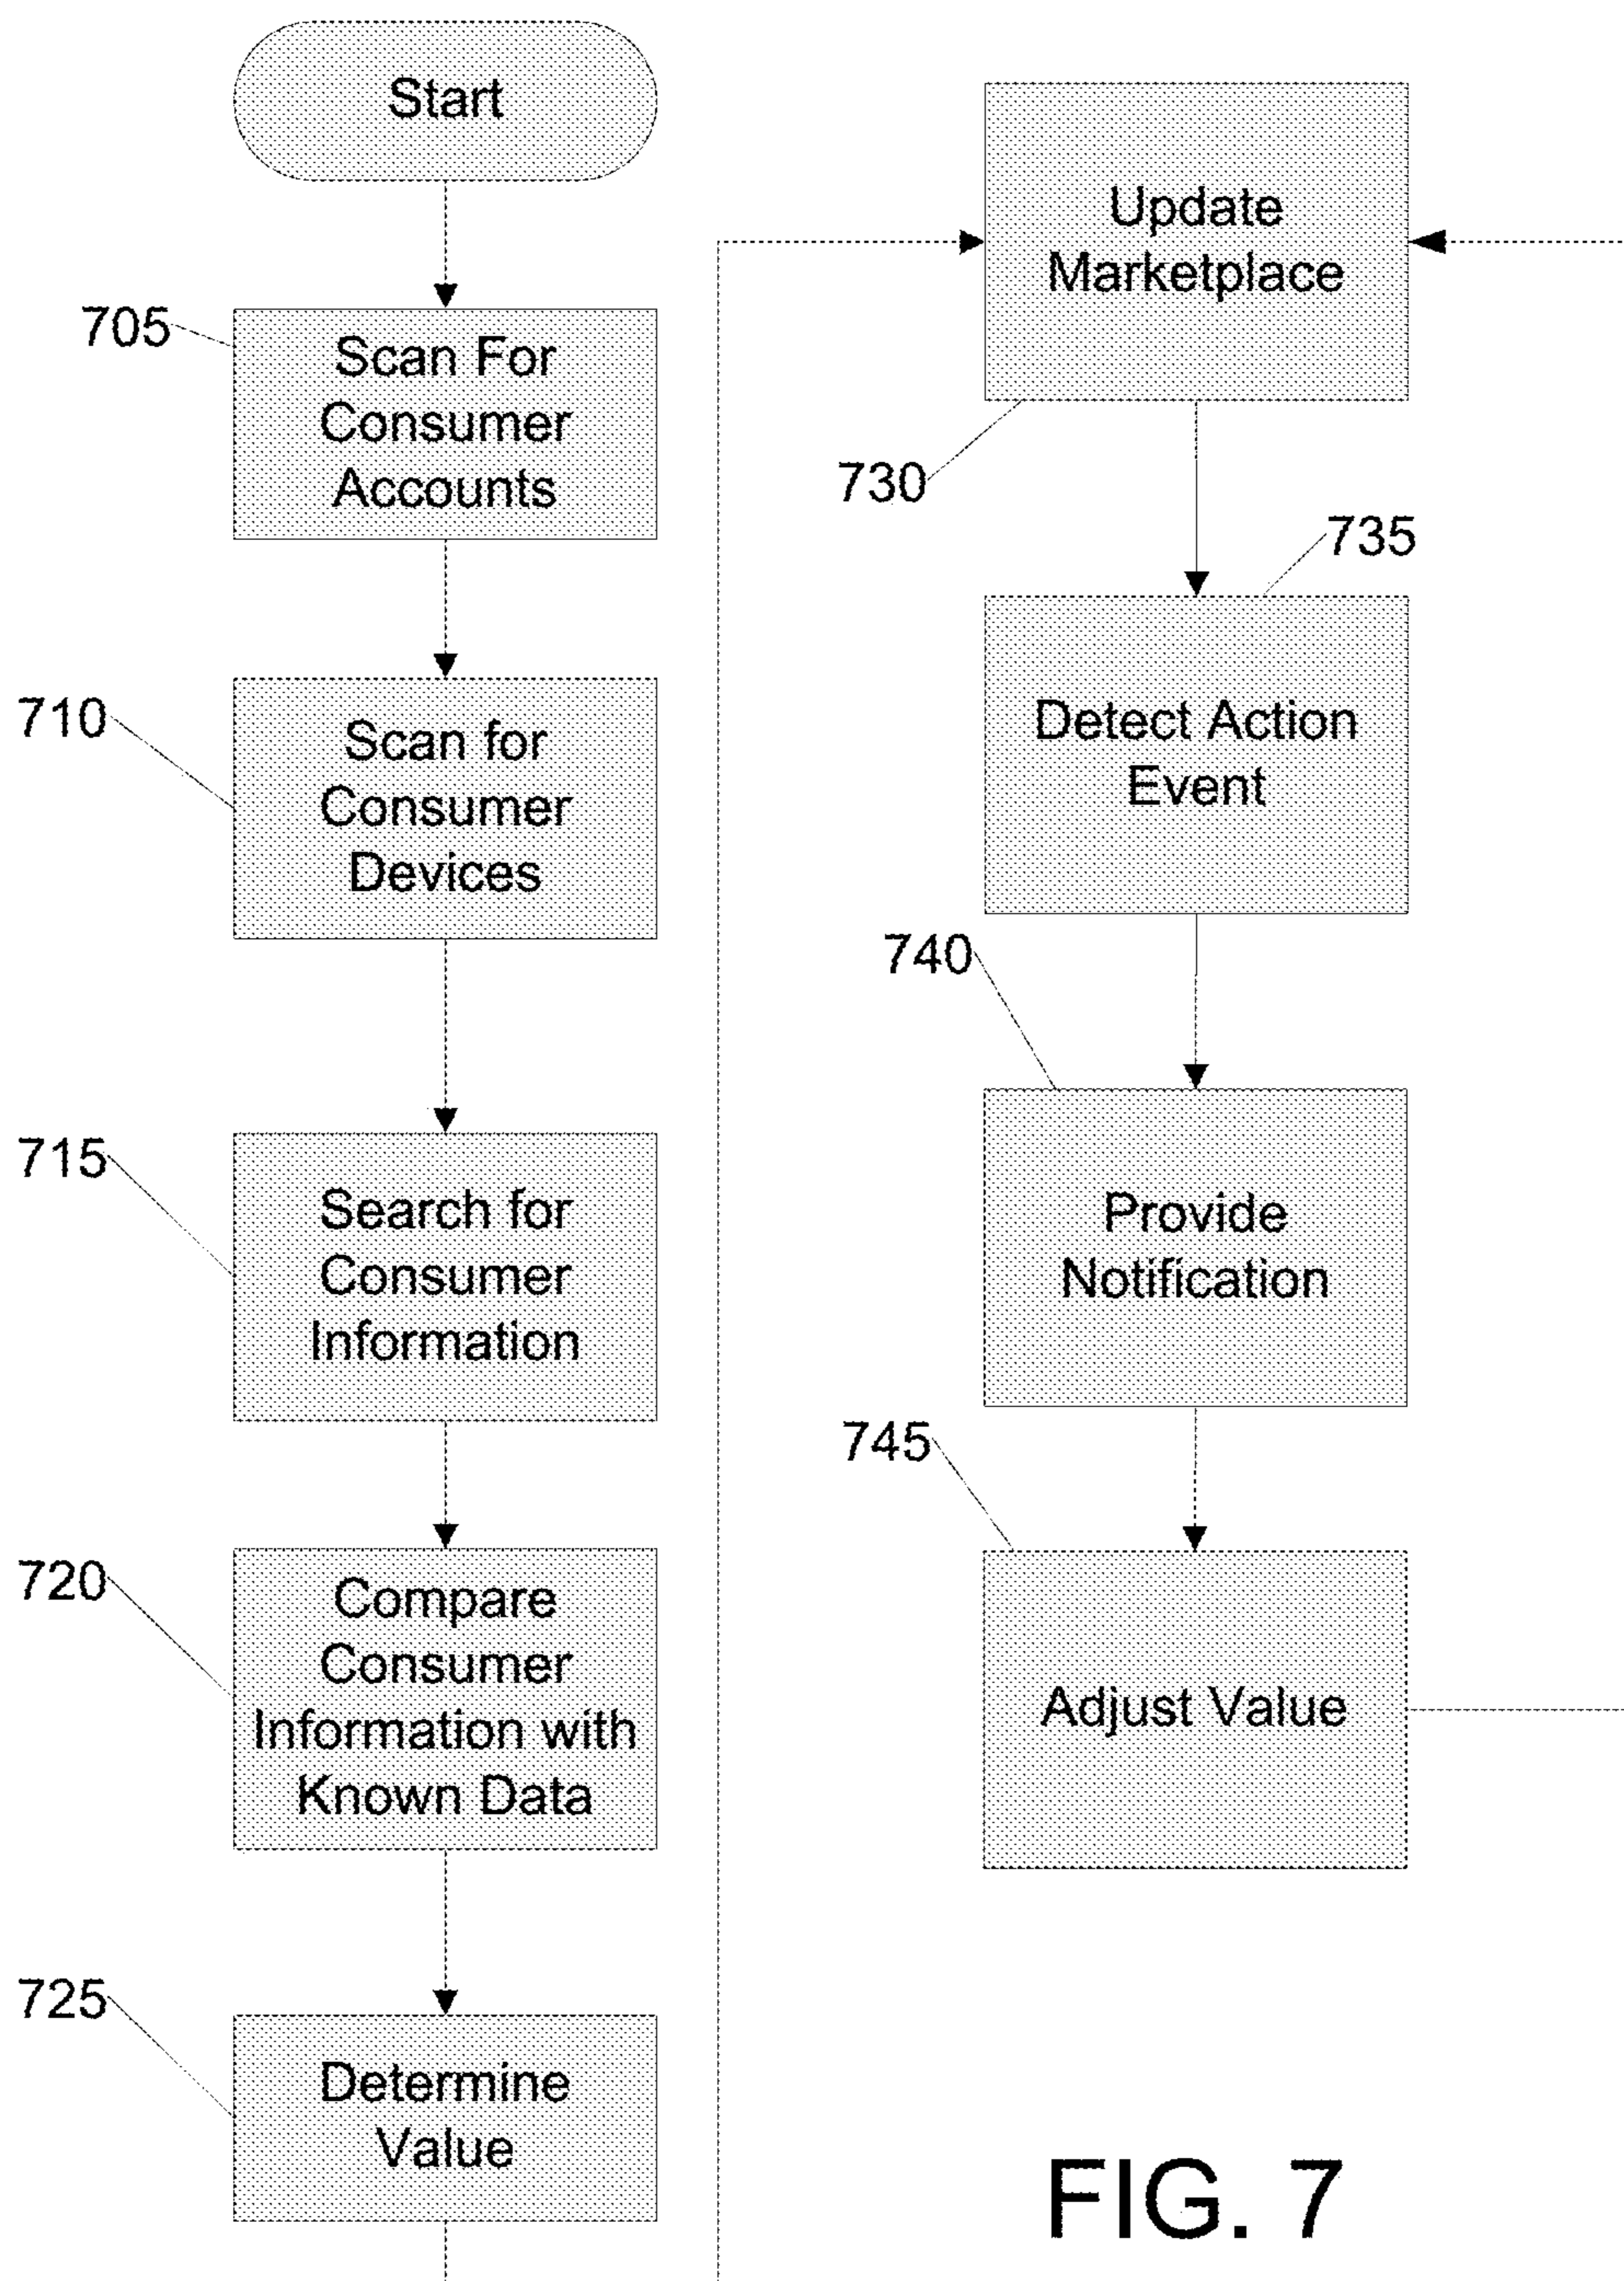 Start
705
Scan For
Consumer
Accounts
710
Scan for
Consumer
Devices
715
Search for
Consumer
Information
720
Compare
Consumer
Information with
Known Data
725
Determine
Value
Update
Marketplace
730
735
Detect Action
Event
740
Provide
Notification
745
Adjust Value
FIG. 7